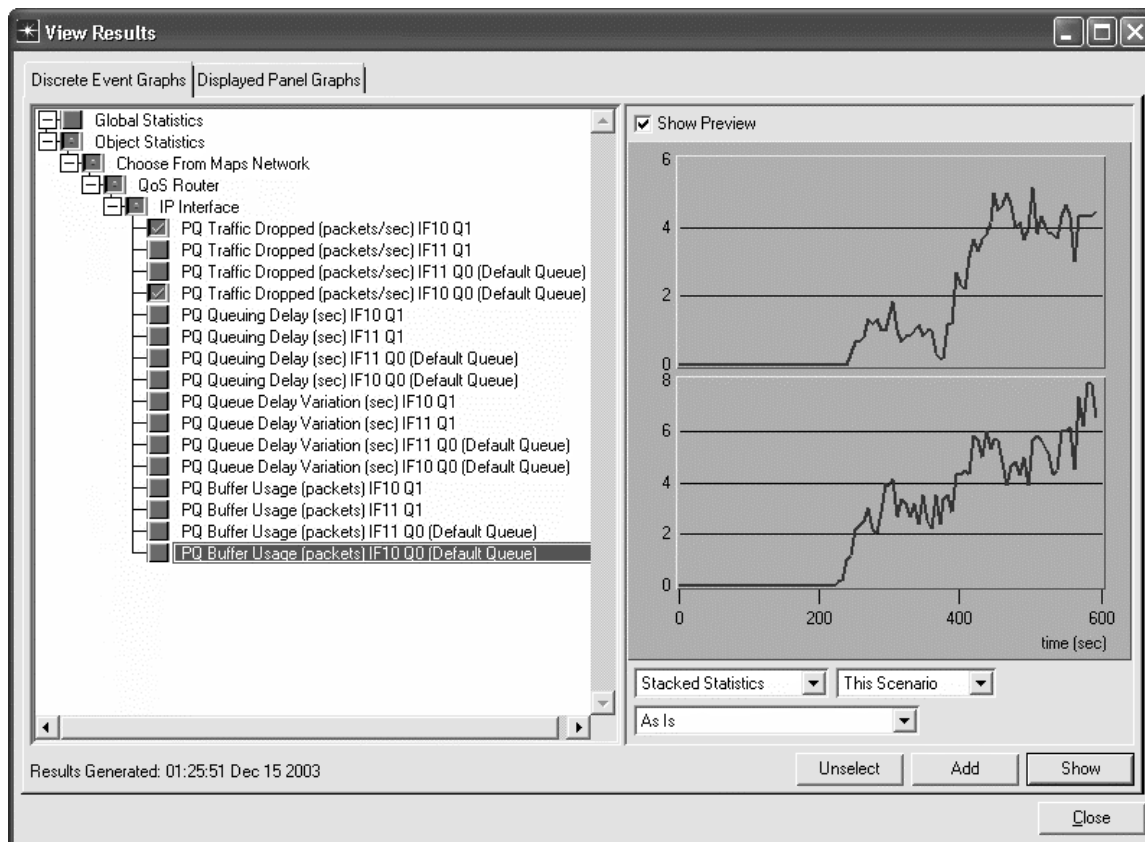 View Results
Discrete Event Graphs
Displayed Panel Graphs
Global Statistics
Object Statistics
Choose From Maps Network
QoS Router
IP Interface
PQ Traffic Dropped (packets/sec) IF10 Q1
PQ Traffic Dropped (packets/sec) IF11 Q1
PQ Traffic Dropped (packets/sec) IF11 Q0 (Default Queue)
PQ Traffic Dropped (packets/sec) IF10 Q0 (Default Queue)
PQ Queuing Delay (sec) IF10 Q1
PQ Queuing Delay (sec) IF11 Q1
PQ Queuing Delay (sec) IF11 Q0 (Default Queue)
PQ Queuing Delay (sec) IF10 Q0 (Default Queue)
PQ Queue Delay Variation (sec) IF10 Q1
PQ Queue Delay Variation (sec) IF11 Q1
PQ Queue Delay Variation (sec) IF11 Q0 (Default Queue)
PQ Queue Delay Variation (sec) IF10 Q0 (Default Queue)
PQ Buffer Usage (packets) IF10 Q1
PQ Buffer Usage (packets) IF11 Q1
PQ Buffer Usage (packets) IF11 Q0 (Default Queue)
PQ Buffer Usage (packets) IF10 Q0 (Default Queue)
Show Preview
6
4
2
0
8
6
4
2
0
0 200 400 600
time (sec)
Stacked Statistics
This Scenario
As Is
Results Generated: 01:25:51 Dec 15 2003
Unselect
Add
Show
Close